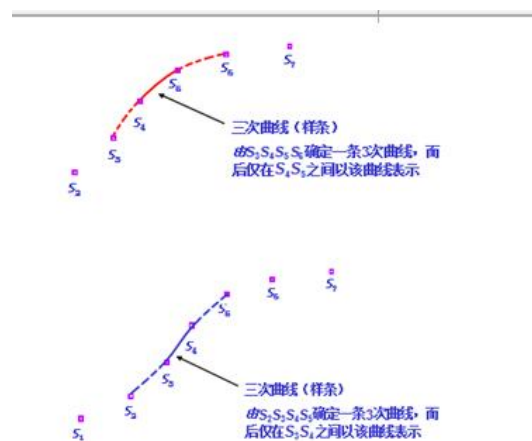 S₇
S₆
S₅
S₄
S₃
S₂
三次曲线（样条）
由S₃S₄S₅S₆确定一条3次曲线，而
后仅在S₄S₅之间以该曲线表示
S₇
S₆
S₅
S₄
S₃
S₂
S₁
三次曲线（样条）
由S₂S₃S₄S₅确定一条3次曲线，而
后仅在S₃S₄之间以该曲线表示